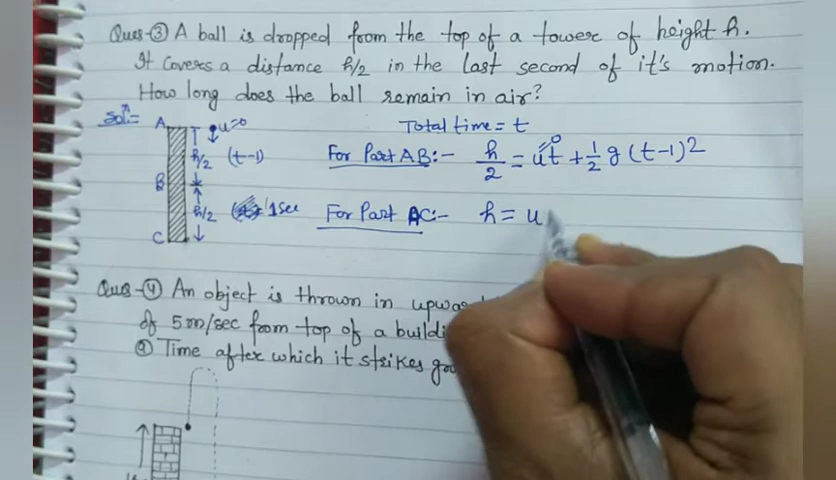 Ques-③ A ball is dropped from the top of a tower of height h.
It covers a distance h/2 in the last second of it's motion.
How long does the ball remain in air?
Solⁿ=
A
u=0
Total time = t
h/2 (t-1)
For Part AB:- h/2 = ut⁰ + 1/2 g (t-1)²
B
h/2
1sec
For Part AC:- h = u
C
Ques-④ An object is thrown in upwa
of 5m/sec from top of a buildi
② Time after which it strikes gro